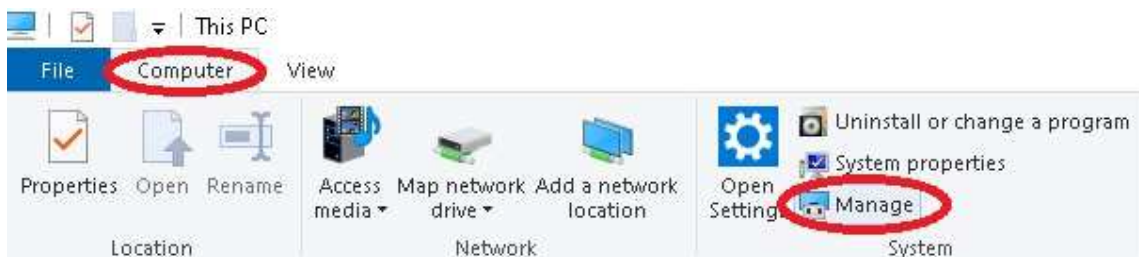 This PC
File Computer View
Uninstall or change a program
System properties
Manage
Properties Open Rename Access media Map network drive Add a network location Open Setting
Location Network System